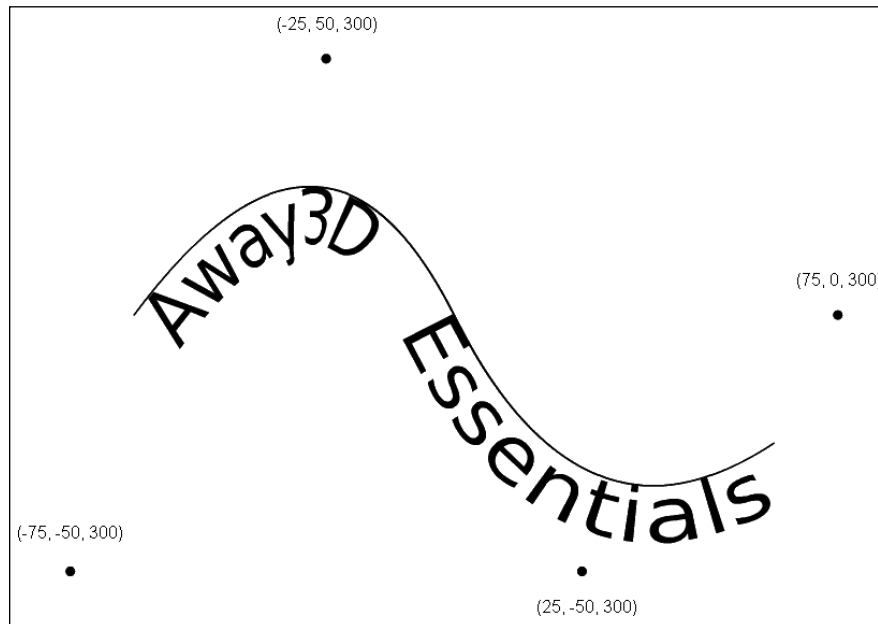 (-25, 50, 300)
Away3D Essentials
(75, 0, 300)
(-75, -50, 300)
(25, -50, 300)